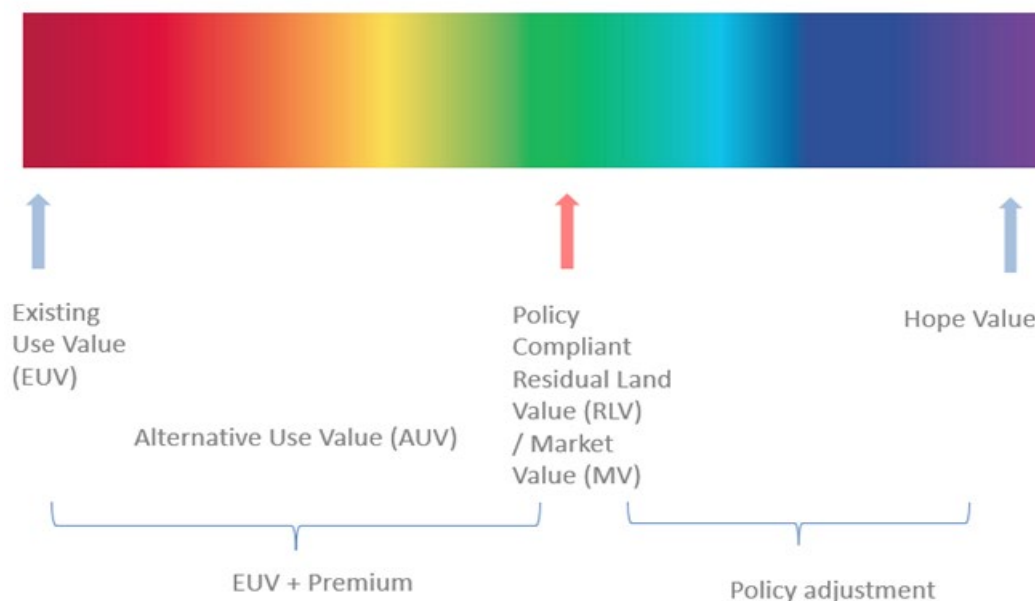 Existing
Use Value
(EUV)
Policy
Compliant
Residual Land
Value (RLV)
/ Market
Value (MV)
Hope Value
Alternative Use Value (AUV)
EUV + Premium
Policy adjustment